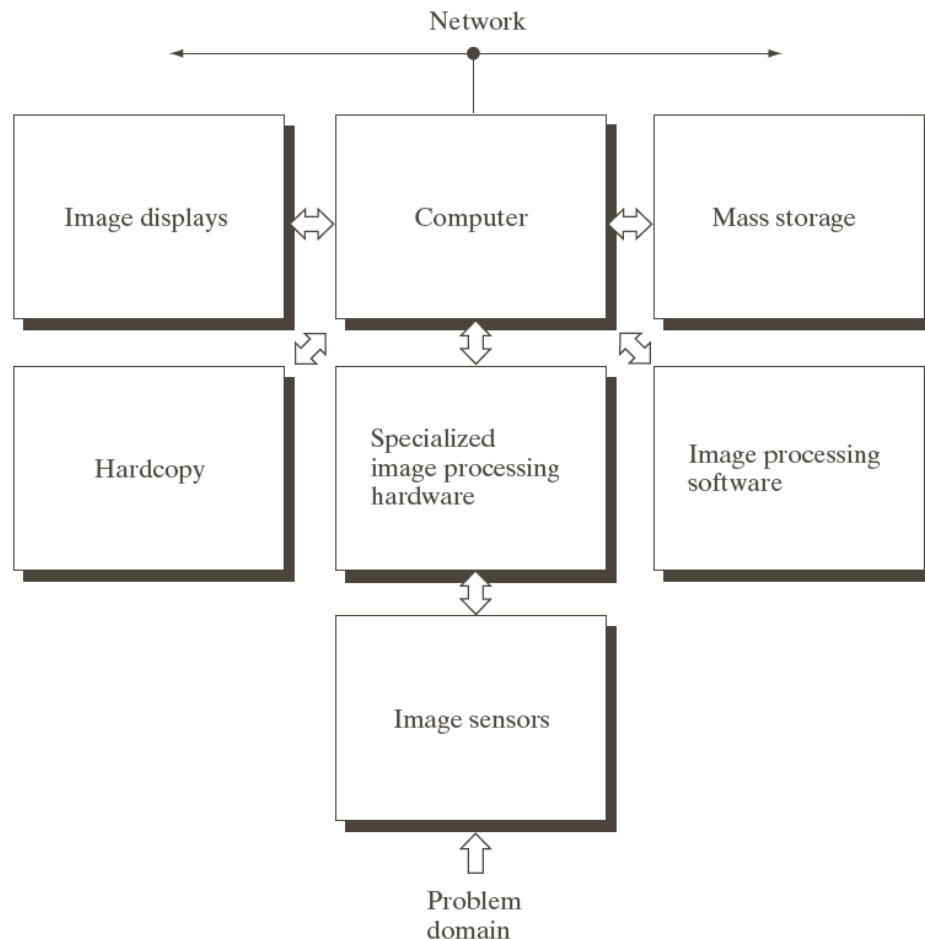 Network
Image displays
Computer
Mass storage
Hardcopy
Specialized
image processing
hardware
Image processing
software
Image sensors
Problem
domain